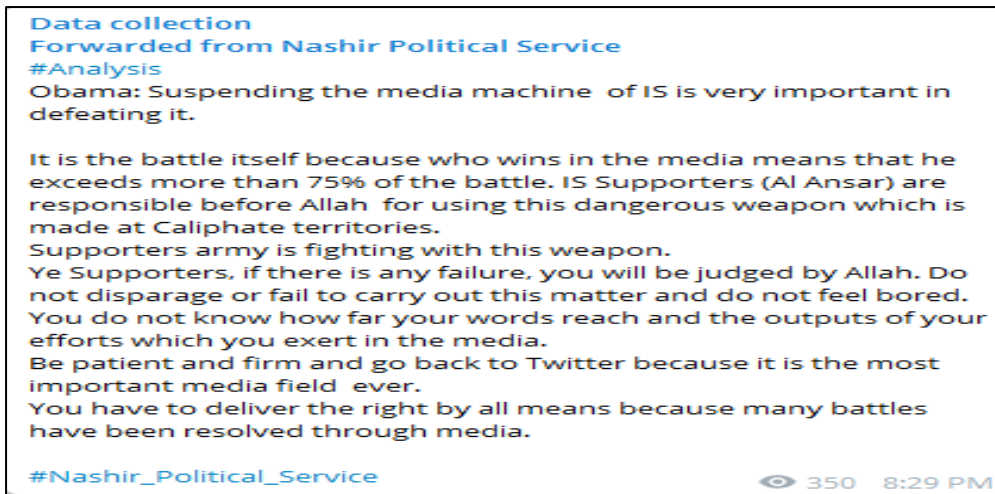 Data collection
Forwarded from Nashir Political Service
#Analysis
Obama: Suspending the media machine of IS is very important in
defeating it.
It is the battle itself because who wins in the media means that he
exceeds more than 75% of the battle. IS Supporters (Al Ansar) are
responsible before Allah for using this dangerous weapon which is
made at Caliphate territories.
Supporters army is fighting with this weapon.
Ye Supporters, if there is any failure, you will be judged by Allah. Do
not disparage or fail to carry out this matter and do not feel bored.
You do not know how far your words reach and the outputs of your
efforts which you exert in the media.
Be patient and firm and go back to Twitter because it is the most
important media field ever.
You have to deliver the right by all means because many battles
have been resolved through media.
#Nashir_Political_Service
350 8:29 PM